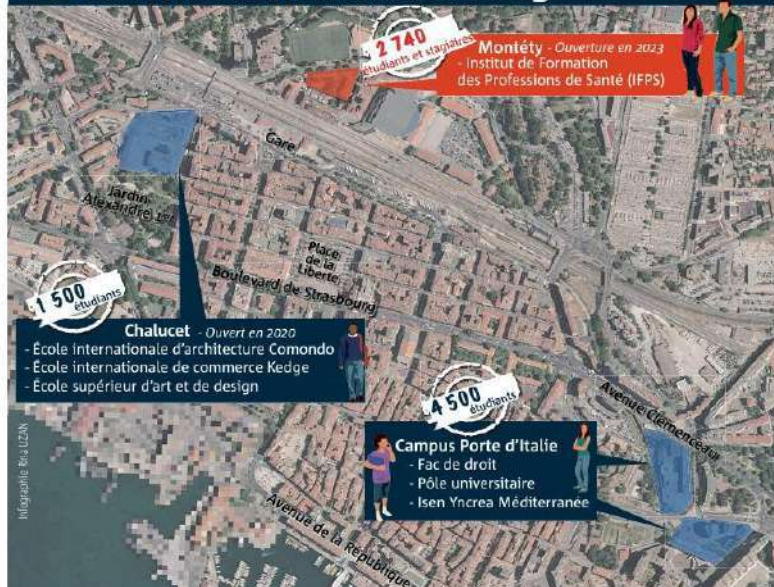 2 740
étudiants et stagiaires
Montéty - Ouverture en 2023
- Institut de Formation
des Professions de Santé (IFPS)
Gare
Jardin
Alexandre 1er
Place
de la
Liberté
Boulevard de Strasbourg
1 500
étudiants
Chalucet - Ouvert en 2020
- École internationale d'architecture Comondo
- École internationale de commerce Kedge
- École supérieur d'art et de design
Avenue Clemenceau
4 500
étudiants
Campus Porte d'Italie
- Fac de droit
- Pôle universitaire
- Isen Yncrea Méditerranée
Avenue de la République
Infographie Rina UZAN